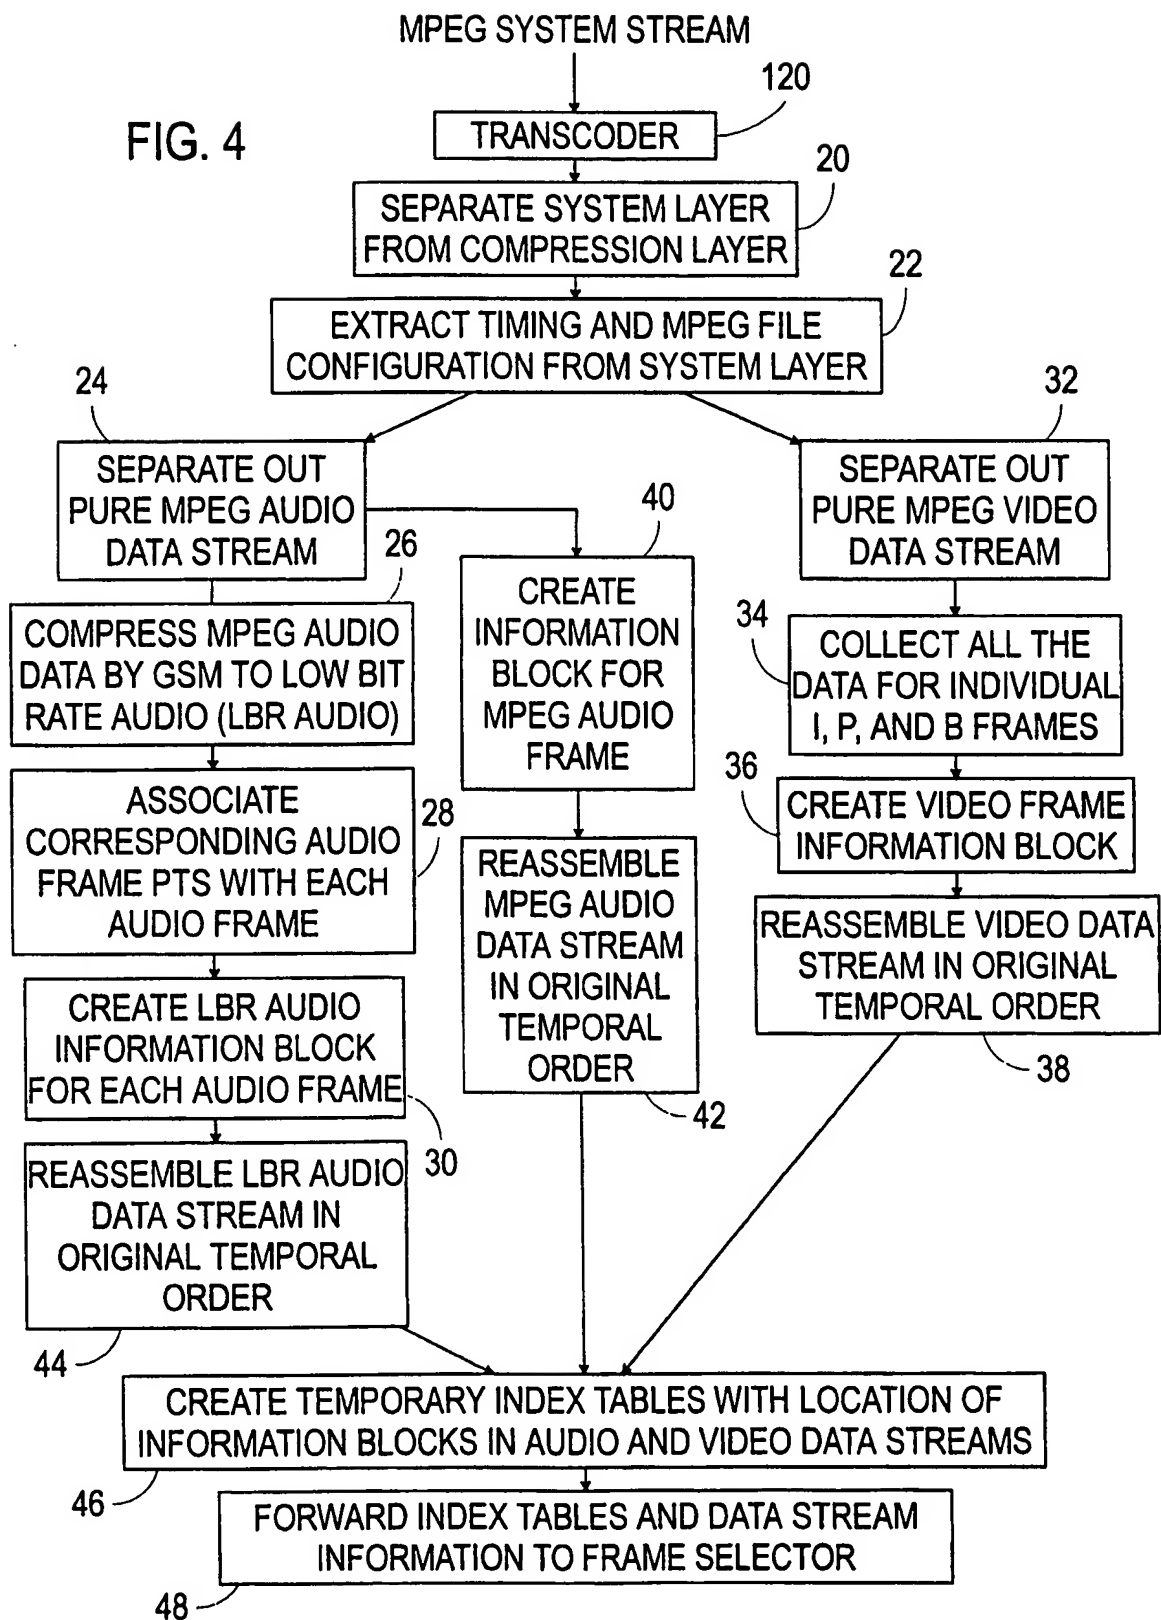 MPEG SYSTEM STREAM
120
FIG. 4
TRANSCODER
20
SEPARATE SYSTEM LAYER
FROM COMPRESSION LAYER
22
EXTRACT TIMING AND MPEG FILE
CONFIGURATION FROM SYSTEM LAYER
24
SEPARATE OUT
PURE MPEG AUDIO
DATA STREAM
26
COMPRESS MPEG AUDIO
DATA BY GSM TO LOW BIT
RATE AUDIO (LBR AUDIO)
ASSOCIATE
CORRESPONDING AUDIO
FRAME PTS WITH EACH
AUDIO FRAME
28
CREATE LBR AUDIO
INFORMATION BLOCK
FOR EACH AUDIO FRAME
30
REASSEMBLE LBR AUDIO
DATA STREAM IN
ORIGINAL TEMPORAL
ORDER
44
40
CREATE
INFORMATION
BLOCK FOR
MPEG AUDIO
FRAME
REASSEMBLE
MPEG AUDIO
DATA STREAM
IN ORIGINAL
TEMPORAL
ORDER
42
32
SEPARATE OUT
PURE MPEG VIDEO
DATA STREAM
34
COLLECT ALL THE
DATA FOR INDIVIDUAL
I, P, AND B FRAMES
36
CREATE VIDEO FRAME
INFORMATION BLOCK
REASSEMBLE VIDEO DATA
STREAM IN ORIGINAL
TEMPORAL ORDER
38
CREATE TEMPORARY INDEX TABLES WITH LOCATION OF
INFORMATION BLOCKS IN AUDIO AND VIDEO DATA STREAMS
46
FORWARD INDEX TABLES AND DATA STREAM
INFORMATION TO FRAME SELECTOR
48